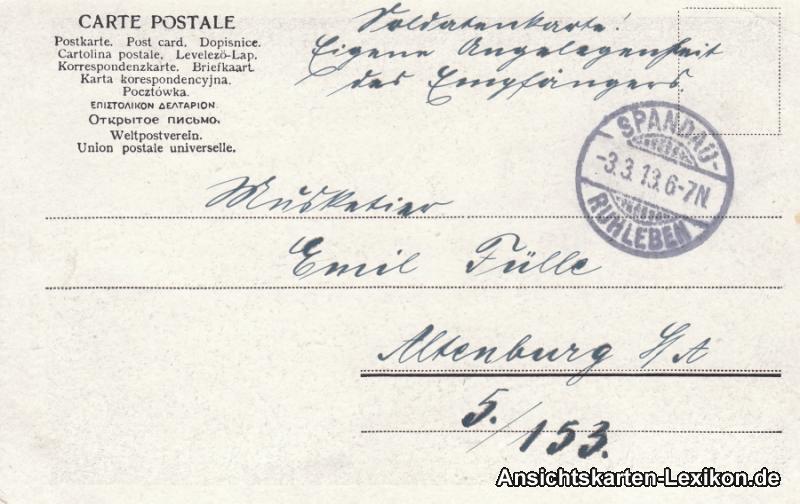 CARTE POSTALE
Postkarte. Post card. Dopisnice.
Cartolina postale. Levelezö-Lap.
Korrespondenzkarte. Briefkaart.
Karta korespondencyjna.
Pocztówka.
ΕΠΙΣΤΟΛΙΚΟΝ ΔΕΛΤΑΡΙΟΝ.
Открытое письмо.
Weltpostverein.
Union postale universelle.
Soldatenkarte!
Eigene Angelegenheit
des Empfängers.
SPANDAU-
-3.3.13.6-7N.
RUHLEBEN
Musketier
Emil Fülle
Altenburg S/A
5./153.
Ansichtskarten-Lexikon.de